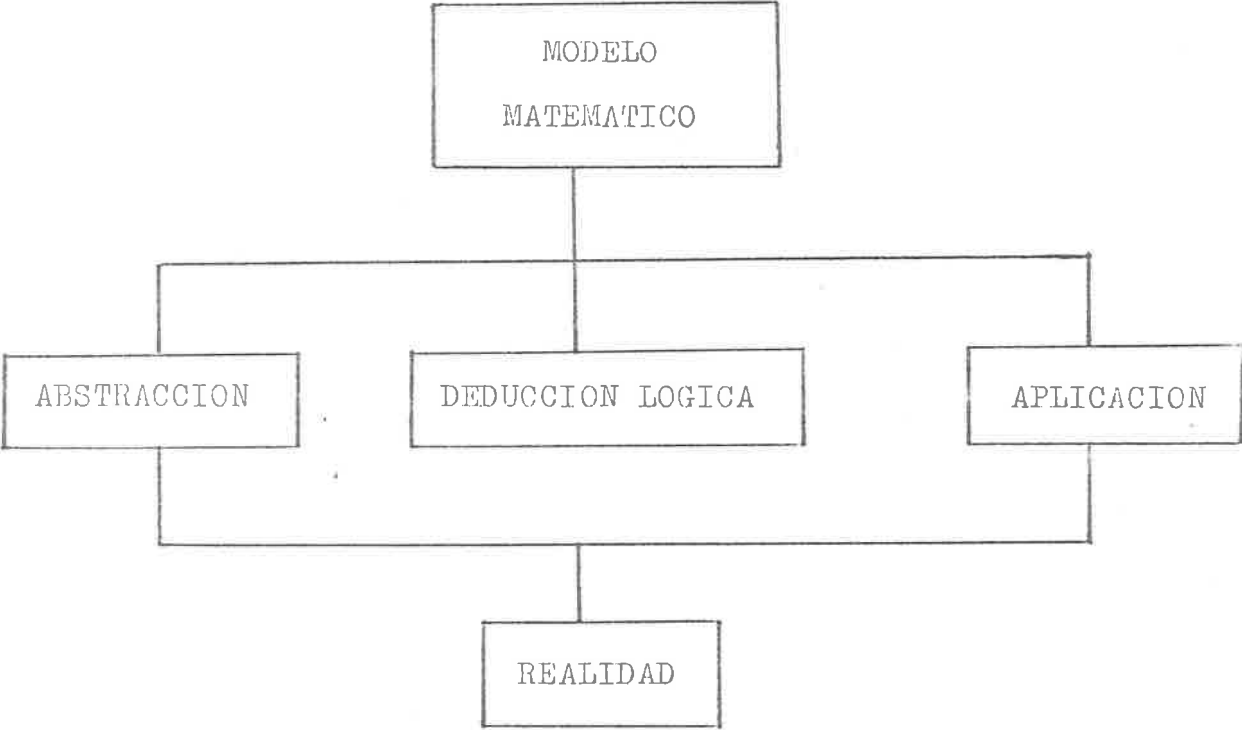 MODELO
MATEMATICO
ABSTRACCION
DEDUCCION LOGICA
APLICACION
REALIDAD